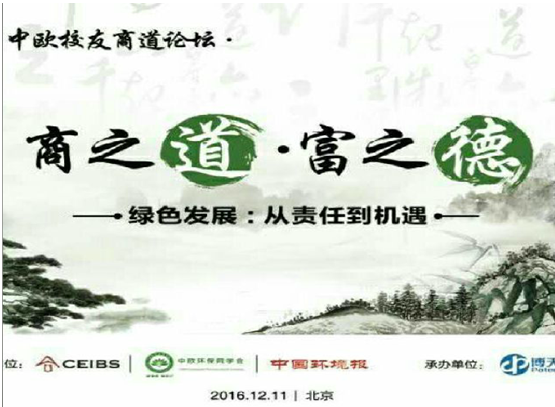 中欧校友商道论坛·
商之道·富之德
绿色发展：从责任到机遇
位： CEIBS | 中欧环保同学会 | 中国环境报 承办单位： 博天
2016.12.11 | 北京